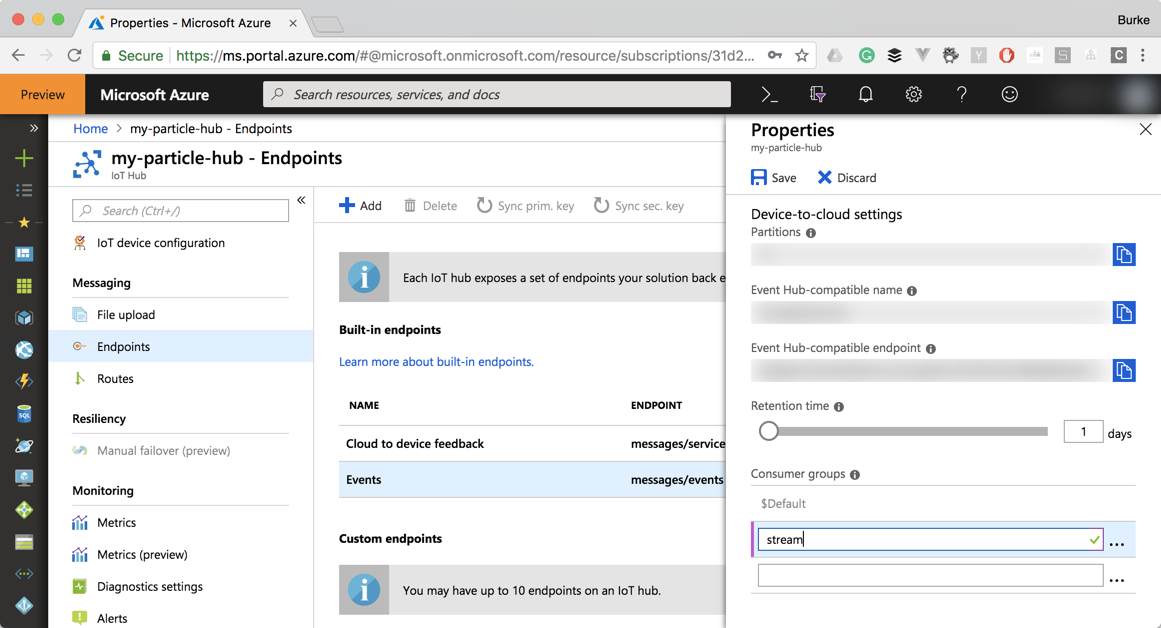 Properties - Microsoft Azure
Burke
Secure
https://ms.portal.azure.com/#@microsoft.onmicrosoft.com/resource/subscriptions/31d2...
Preview
Microsoft Azure
Search resources, services, and docs
Home > my-particle-hub - Endpoints
my-particle-hub - Endpoints
IoT Hub
Search (Ctrl+/)
IoT device configuration
Messaging
File upload
Endpoints
Routes
Resiliency
Manual failover (preview)
Monitoring
Metrics
Metrics (preview)
Diagnostics settings
Alerts
SQL
Add
Delete
Sync prim. key
Sync sec. key
Each IoT hub exposes a set of endpoints your solution back e
Built-in endpoints
Learn more about built-in endpoints.
NAME ENDPOINT
Cloud to device feedback messages/service
Events messages/events
Custom endpoints
You may have up to 10 endpoints on an IoT hub.
Properties
my-particle-hub
Save
Discard
Device-to-cloud settings
Partitions
Event Hub-compatible name
Event Hub-compatible endpoint
Retention time
1 days
Consumer groups
$Default
stream
...
...